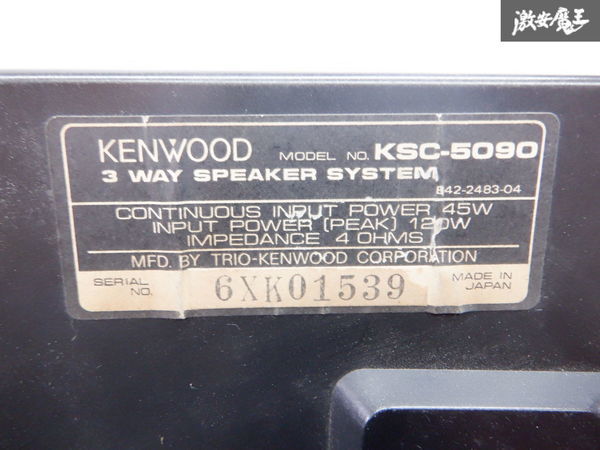 激安魔王
KENWOOD MODEL NO. KSC-5090
3 WAY SPEAKER SYSTEM
B42-2483-04
CONTINUOUS INPUT POWER 45W
INPUT POWER (PEAK) 120W
IMPEDANCE 4 OHMS
MFD. BY TRIO-KENWOOD CORPORATION
SERIAL NO. 6XK01539 MADE IN JAPAN